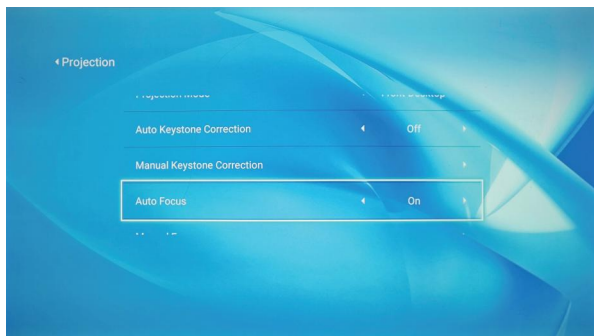 Projection
Auto Keystone Correction Off
Manual Keystone Correction
Auto Focus On